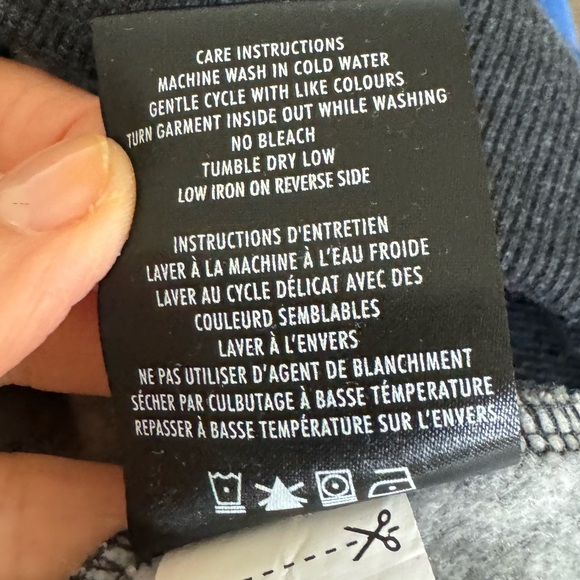 CARE INSTRUCTIONS
MACHINE WASH IN COLD WATER
GENTLE CYCLE WITH LIKE COLOURS
TURN GARMENT INSIDE OUT WHILE WASHING
NO BLEACH
TUMBLE DRY LOW
LOW IRON ON REVERSE SIDE
INSTRUCTIONS D'ENTRETIEN
LAVER À LA MACHINE À L'EAU FROIDE
LAVER AU CYCLE DÉLICAT AVEC DES
COULEURD SEMBLABLES
LAVER À L'ENVERS
NE PAS UTILISER D'AGENT DE BLANCHIMENT
SÉCHER PAR CULBUTAGE À BASSE TÉMPÉRATURE
REPASSER À BASSE TEMPÉRATURE SUR L'ENVERS